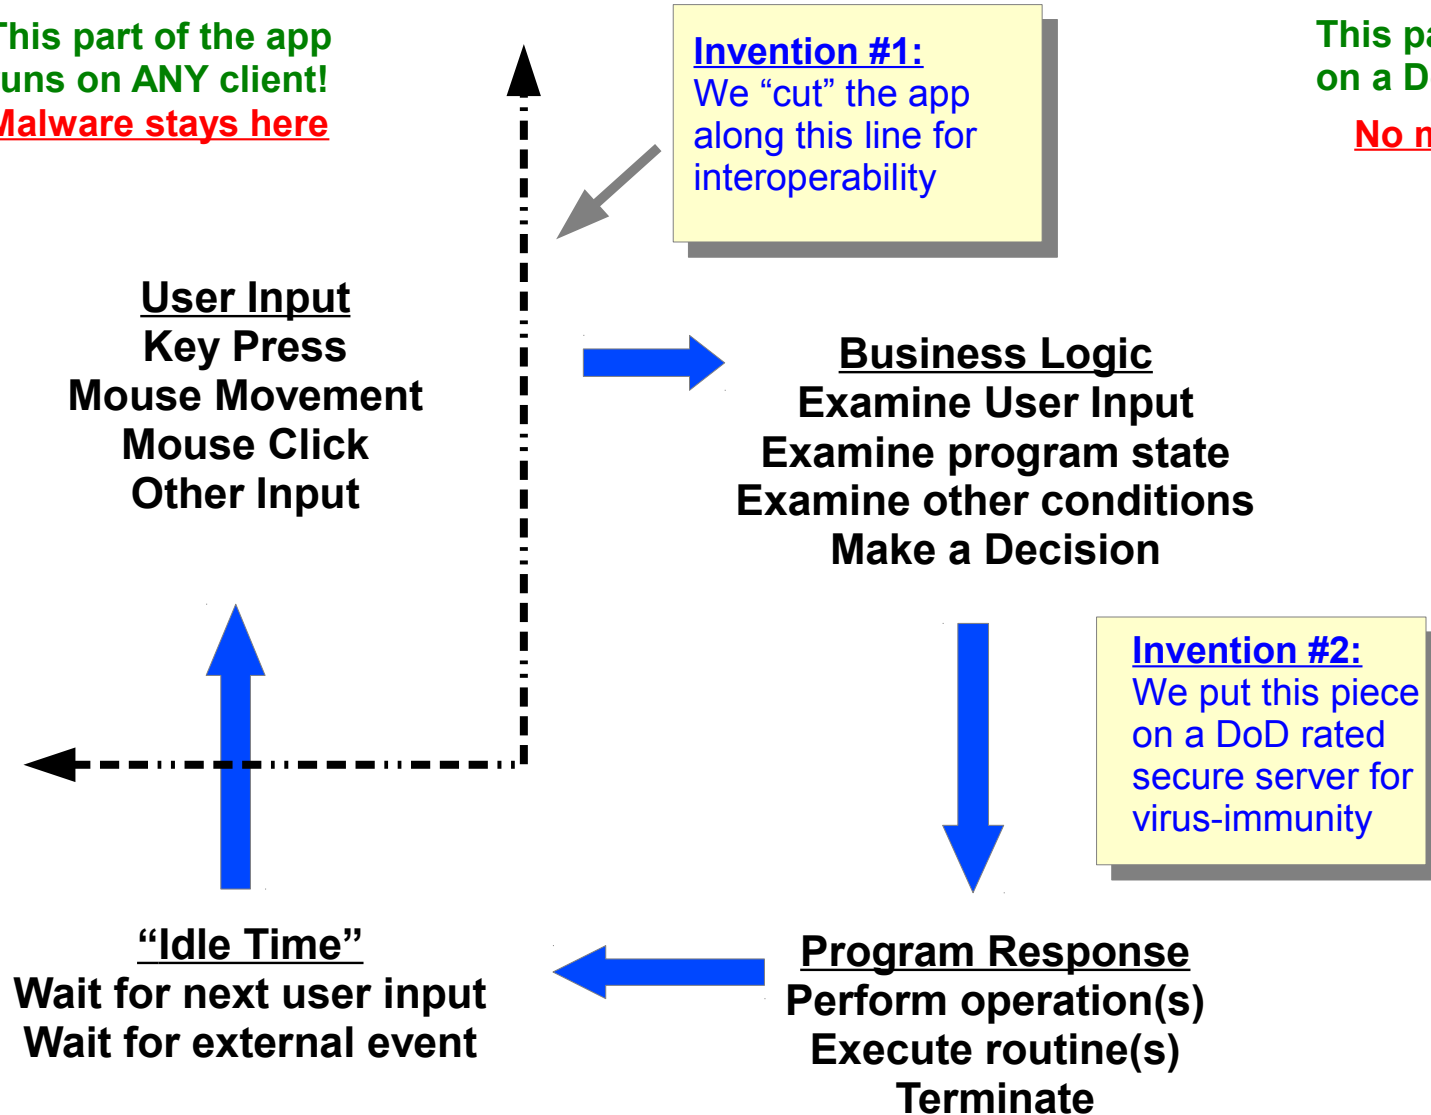 This part of the app
runs on ANY client!
Malware stays here
Invention #1:
We “cut” the app
along this line for
interoperability
This pa
on a D
No
User Input
Key Press
Mouse Movement
Mouse Click
Other Input
Business Logic
Examine User Input
Examine program state
Examine other conditions
Make a Decision
Invention #2:
We put this piece
on a DoD rated
secure server for
virus-immunity
“Idle Time”
Wait for next user input
Wait for external event
Program Response
Perform operation(s)
Execute routine(s)
Terminate